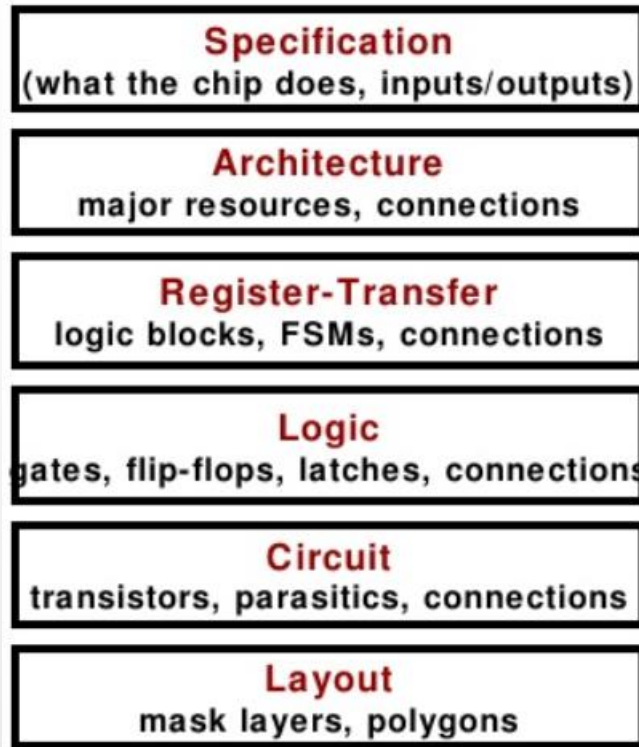 Specification
(what the chip does, inputs/outputs)
Architecture
major resources, connections
Register-Transfer
logic blocks, FSMs, connections
Logic
gates, flip-flops, latches, connections
Circuit
transistors, parasitics, connections
Layout
mask layers, polygons